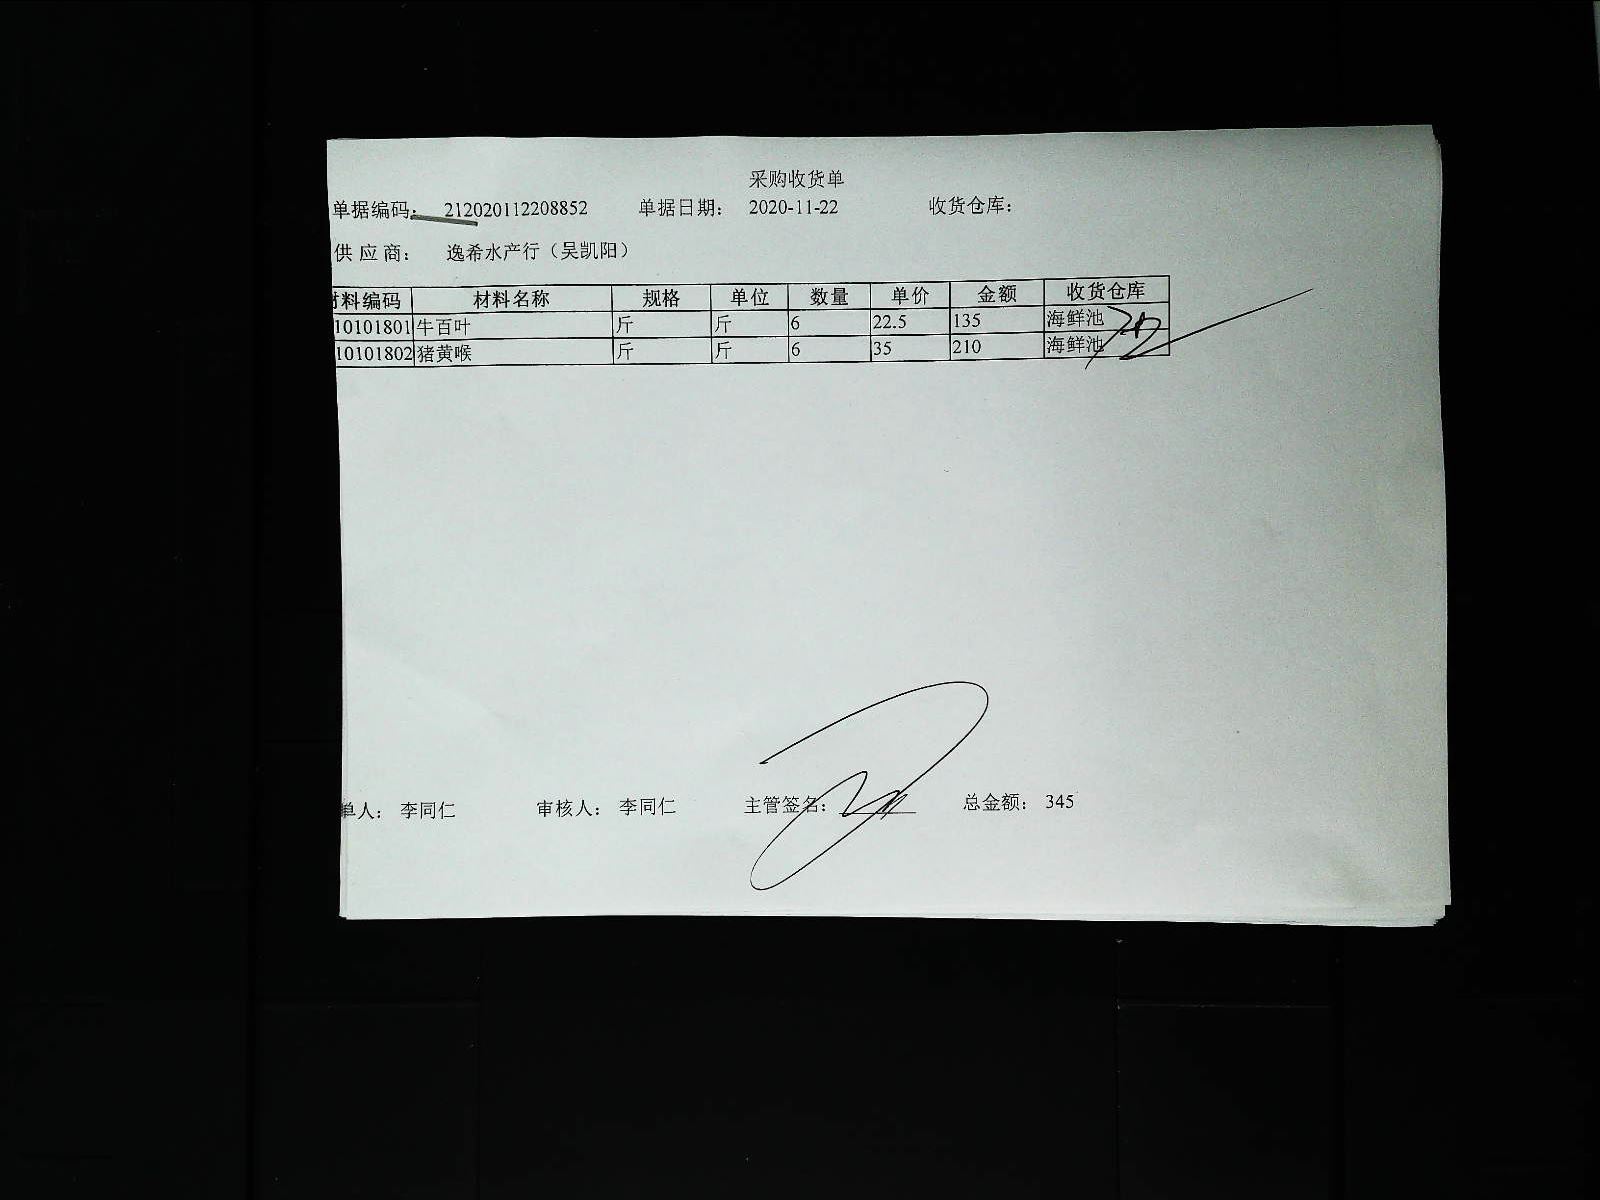 采购收货单
单据编码: 212020112208852 单据日期: 2020-11-22 收货仓库:
供应商: 逸希水产行（吴凯阳）
材料编码 材料名称 规格 单位 数量 单价 金额 收货仓库
10101801 牛百叶 斤 斤 6 22.5 135 海鲜池
10101802 猪黄喉 斤 斤 6 35 210 海鲜池
单人: 李同仁 审核人: 李同仁 主管签名: 总金额: 345